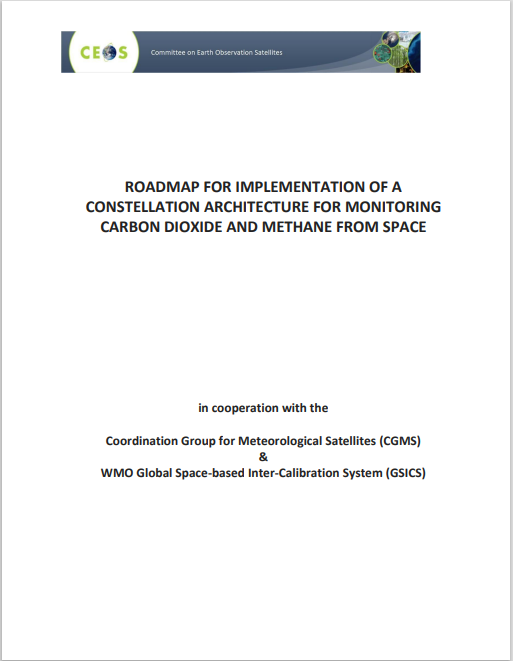 CEOS
Committee on Earth Observation Satellites
ROADMAP FOR IMPLEMENTATION OF A
CONSTELLATION ARCHITECTURE FOR MONITORING
CARBON DIOXIDE AND METHANE FROM SPACE
in cooperation with the
Coordination Group for Meteorological Satellites (CGMS)
&
WMO Global Space-based Inter-Calibration System (GSICS)